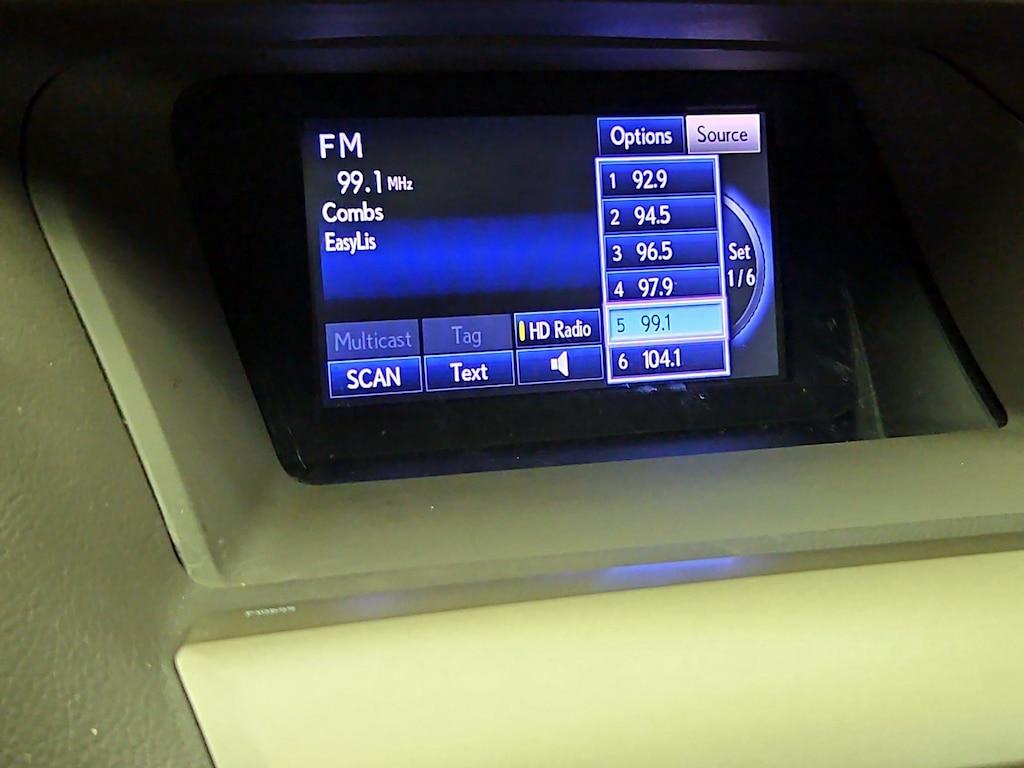 FM
99.1 MHz
Combs
EasyLis
Options
Source
1 92.9
2 94.5
3 96.5
4 97.9
5 99.1
6 104.1
Set
1/6
Multicast
Tag
HD Radio
SCAN
Text